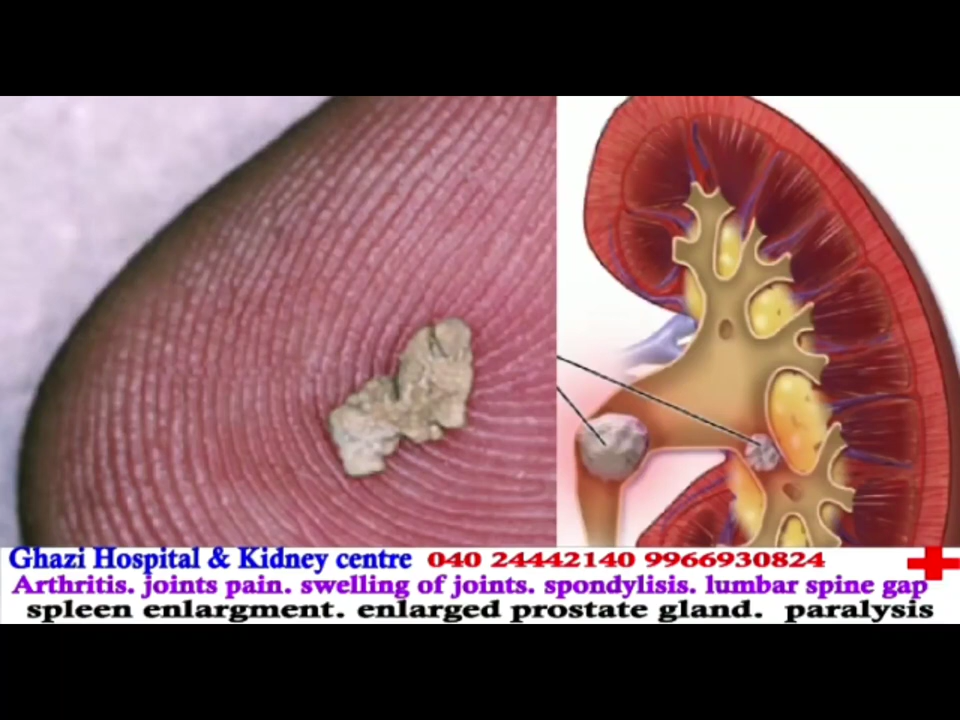 Ghazi Hospital & Kidney centre 040 24442140 9966930824
Arthritis. joints pain. swelling of joints. spondylisis. lumbar spine gap
spleen enlargment. enlarged prostate gland. paralysis